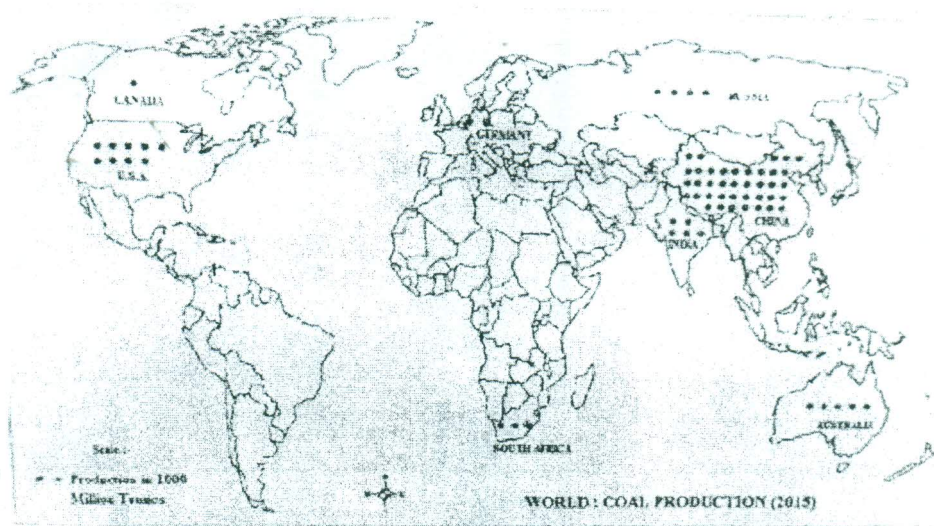 CANADA
RUSSIA
GERMANY
U.S.A
CHINA
INDIA
AUSTRALIA
SOUTH AFRICA
Scale :-
Production in 1000
Million Tonnes
WORLD : COAL PRODUCTION (2015)